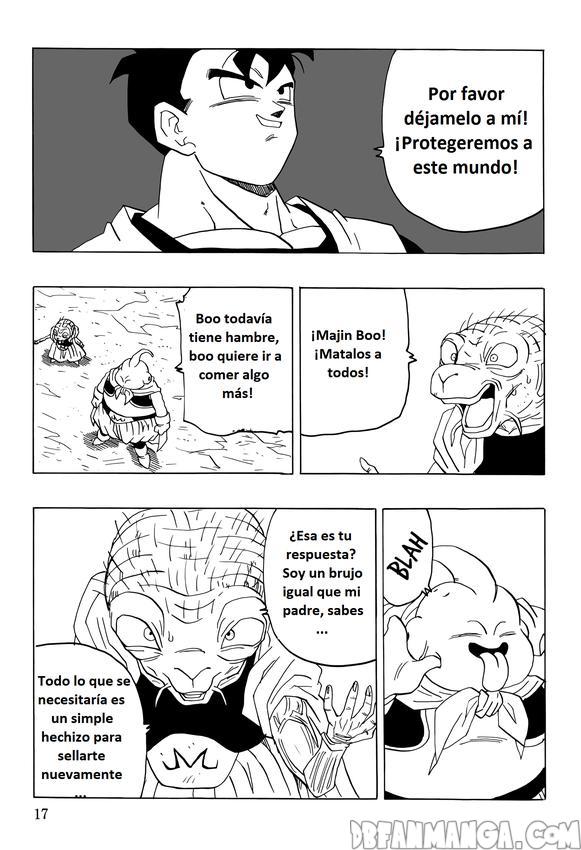 Por favor
déjamelo a mí!
¡Protegeremos a
este mundo!
Boo todavía
tiene hambre,
boo quiere ir a
comer algo
más!
¡Majin Boo!
¡Matalos a
todos!
¿Esa es tu
respuesta?
Soy un brujo
igual que mi
padre, sabes
...
Todo lo que se
necesitaría es
un simple
hechizo para
sellarte
nuevamente
...
M
BLAH
17
DBFANMANGA.COM